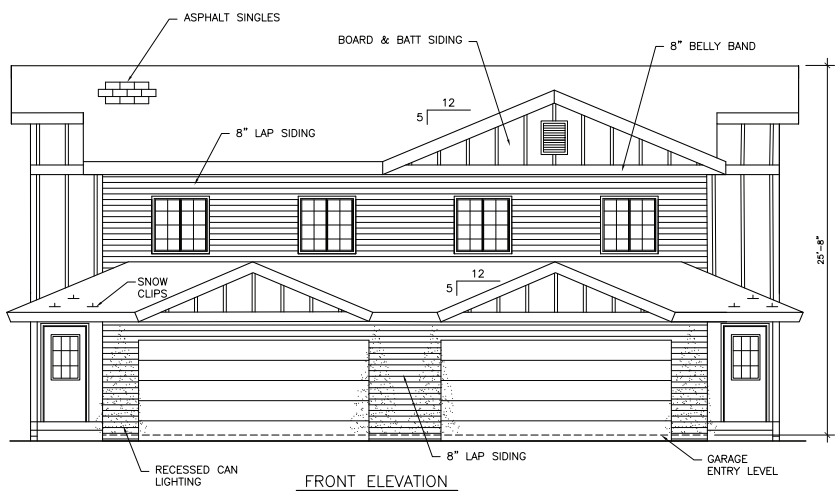 ASPHALT SINGLES
BOARD & BATT SIDING
8" BELLY BAND
12
5
8" LAP SIDING
25'-8"
12
5
SNOW
CLIPS
RECESSED CAN
LIGHTING
8" LAP SIDING
GARAGE
ENTRY LEVEL
FRONT ELEVATION